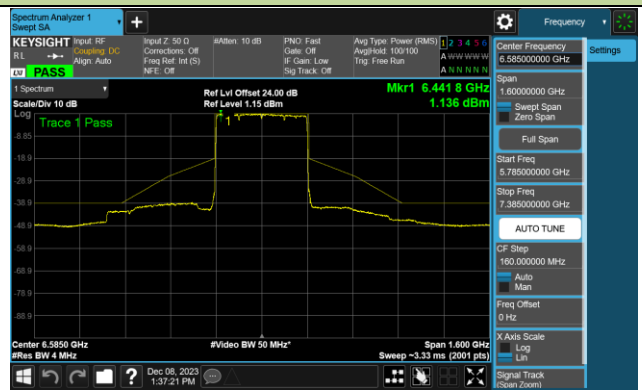 Spectrum Analyzer 1
Swept SA
Frequency
KEYSIGHT
RL
Input: RF
Coupling: DC
Align: Auto
Input Z: 50 Ω
Corrections: Off
Freq Ref: Int (S)
NFE: Off
#Atten: 10 dB
PNO: Fast
Gate: Off
IF Gain: Low
Sig Track: Off
Avg Type: Power (RMS)
Avg|Hold: 100/100
Trig: Free Run
1 2 3 4 5 6
A W W W W W
A N N N N N
LXI PASS
1 Spectrum
Scale/Div 10 dB
Ref Lvl Offset 24.00 dB
Ref Level 1.15 dBm
Mkr1 6.441 8 GHz
1.136 dBm
Log
Trace 1 Pass
1
-8.85
-18.9
-28.9
-38.9
-48.9
-58.9
-68.9
-78.9
-88.9
Center 6.5850 GHz
#Res BW 4 MHz
#Video BW 50 MHz*
Span 1.600 GHz
Sweep ~3.33 ms (2001 pts)
Center Frequency
6.585000000 GHz
Settings
Span
1.60000000 GHz
Swept Span
Zero Span
Full Span
Start Freq
5.785000000 GHz
Stop Freq
7.385000000 GHz
AUTO TUNE
CF Step
160.000000 MHz
Auto
Man
Freq Offset
0 Hz
X Axis Scale
Log
Lin
Signal Track
(Span Zoom)
?
Dec 08, 2023
1:37:21 PM